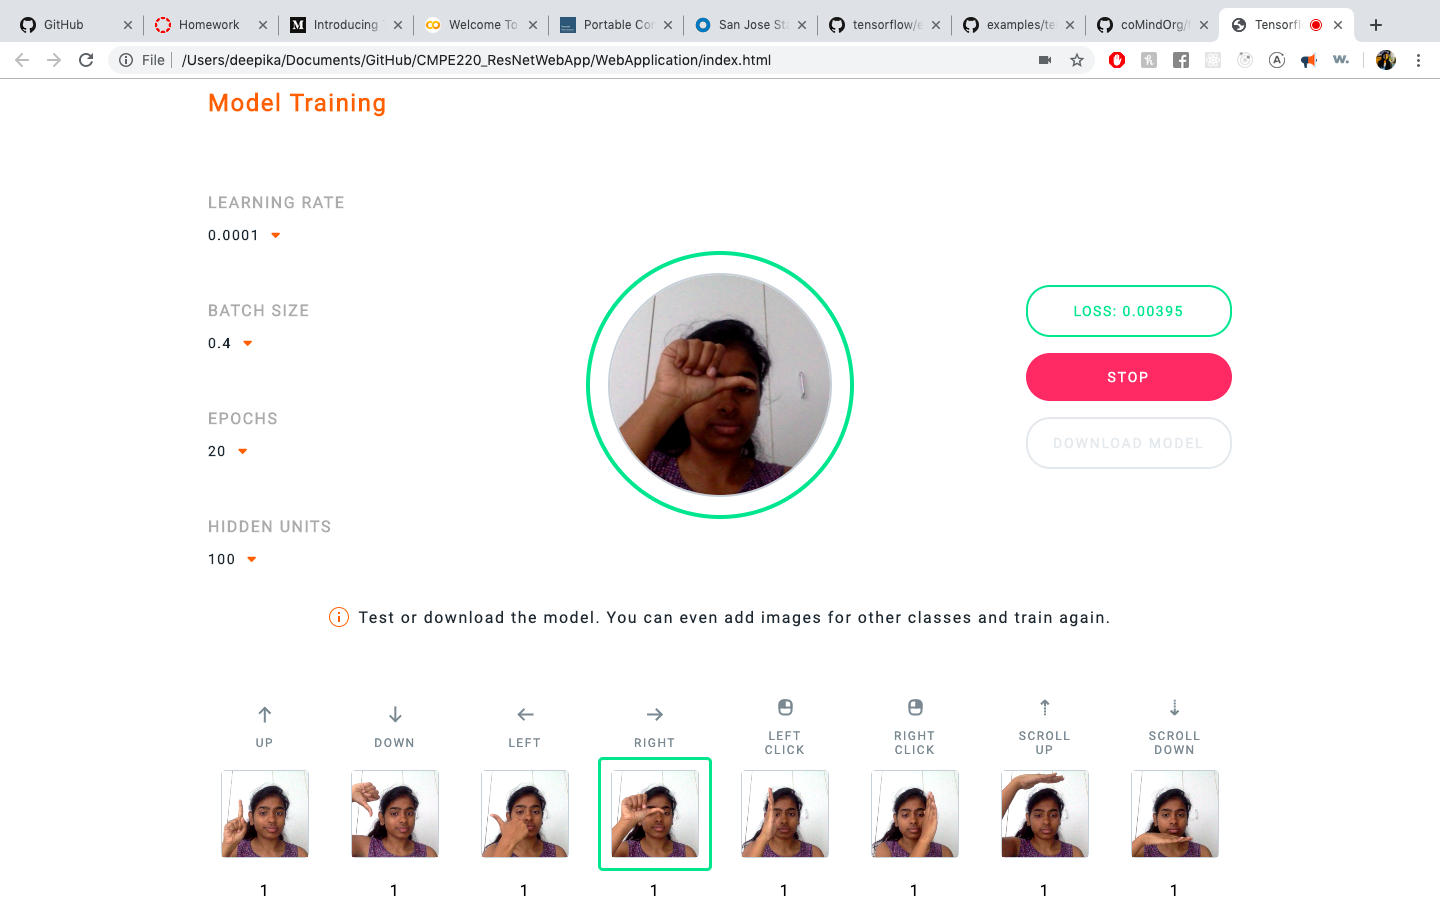 GitHub
Homework
Introducing
Welcome To
Portable Co
San Jose St
tensorflow/e
examples/te
coMindOrg/
Tensorfl
File
/Users/deepika/Documents/GitHub/CMPE220_ResNetWebApp/WebApplication/index.html
w.
Model Training
LEARNING RATE
0.0001
BATCH SIZE
0.4
EPOCHS
20
HIDDEN UNITS
100
LOSS: 0.00395
STOP
DOWNLOAD MODEL
Test or download the model. You can even add images for other classes and train again.
UP
DOWN
LEFT
RIGHT
LEFT
CLICK
RIGHT
CLICK
SCROLL
UP
SCROLL
DOWN
1
1
1
1
1
1
1
1